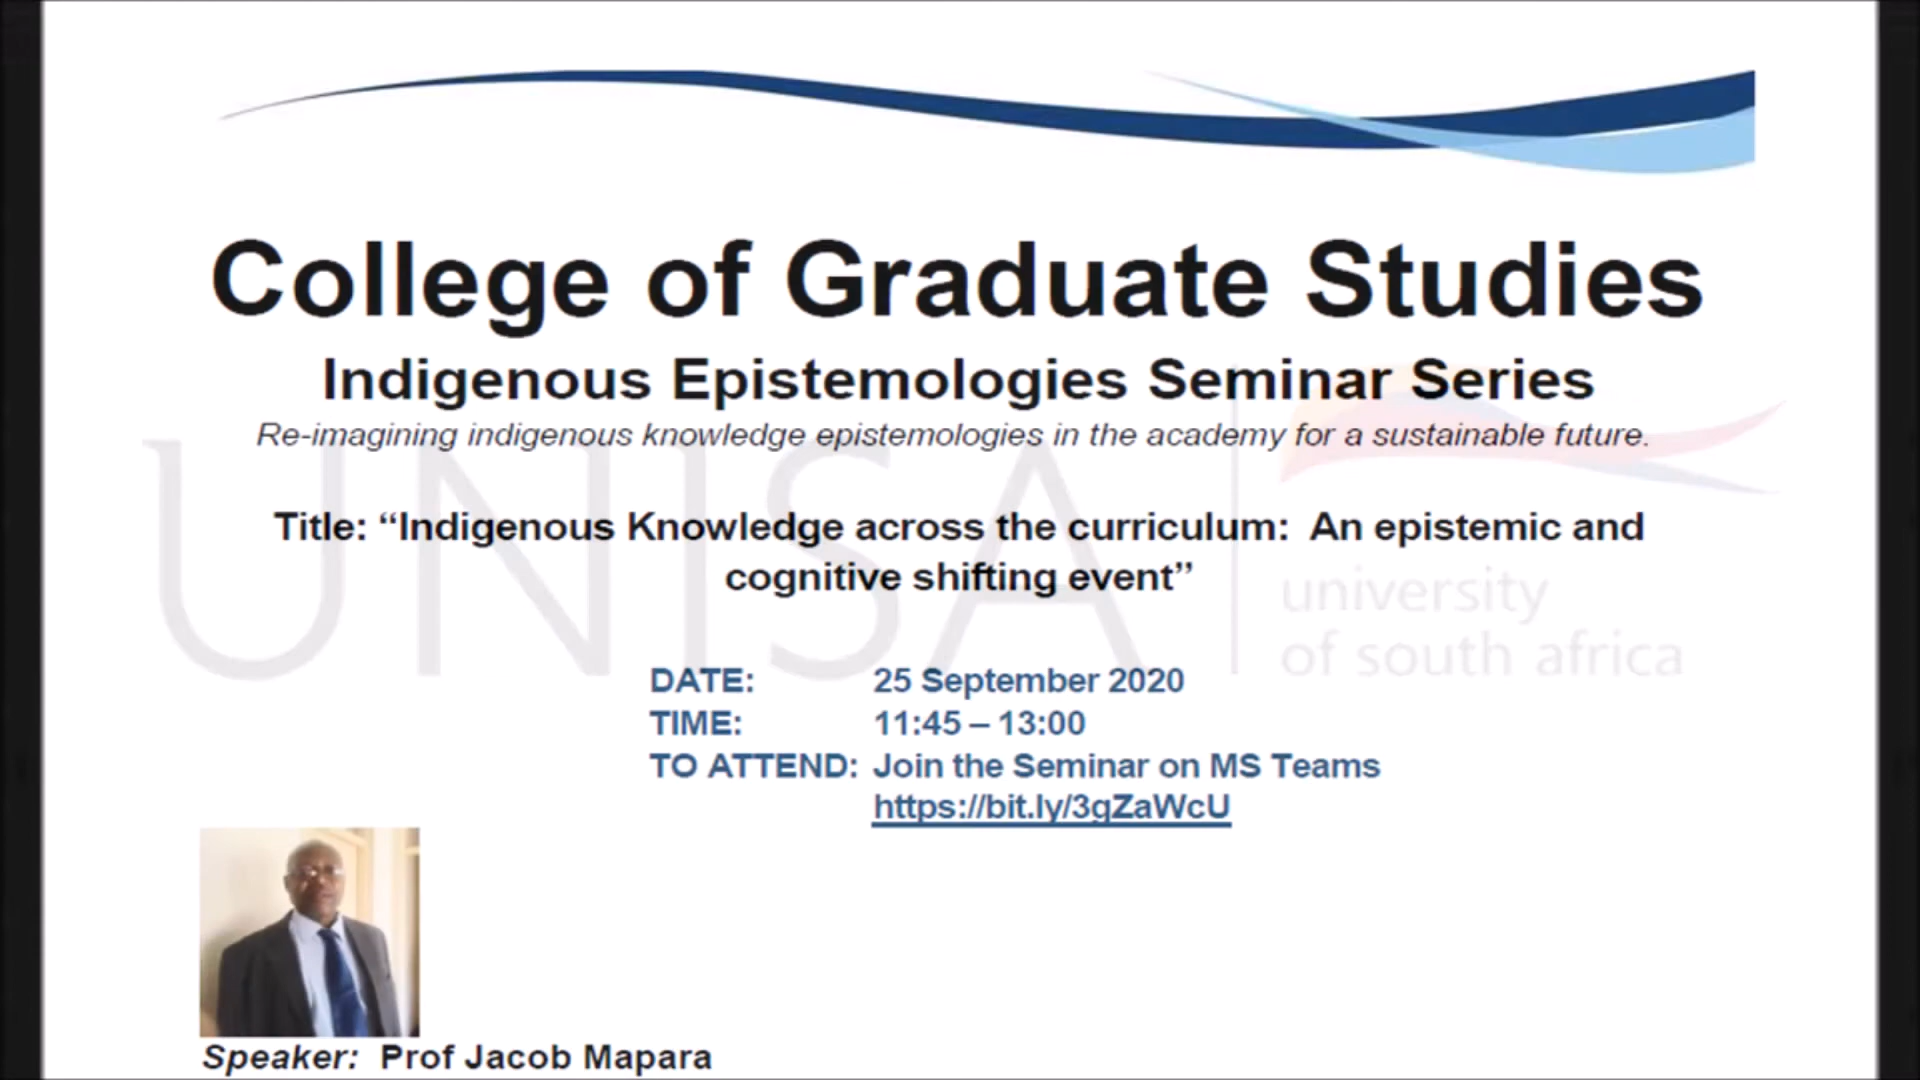 College of Graduate Studies
Indigenous Epistemologies Seminar Series
Re-imagining indigenous knowledge epistemologies in the academy for a sustainable future.
Title: “Indigenous Knowledge across the curriculum: An epistemic and
cognitive shifting event”
UNISA
university
of south africa
DATE: 25 September 2020
TIME: 11:45 – 13:00
TO ATTEND: Join the Seminar on MS Teams
https://bit.ly/3gZaWcU
Speaker: Prof Jacob Mapara